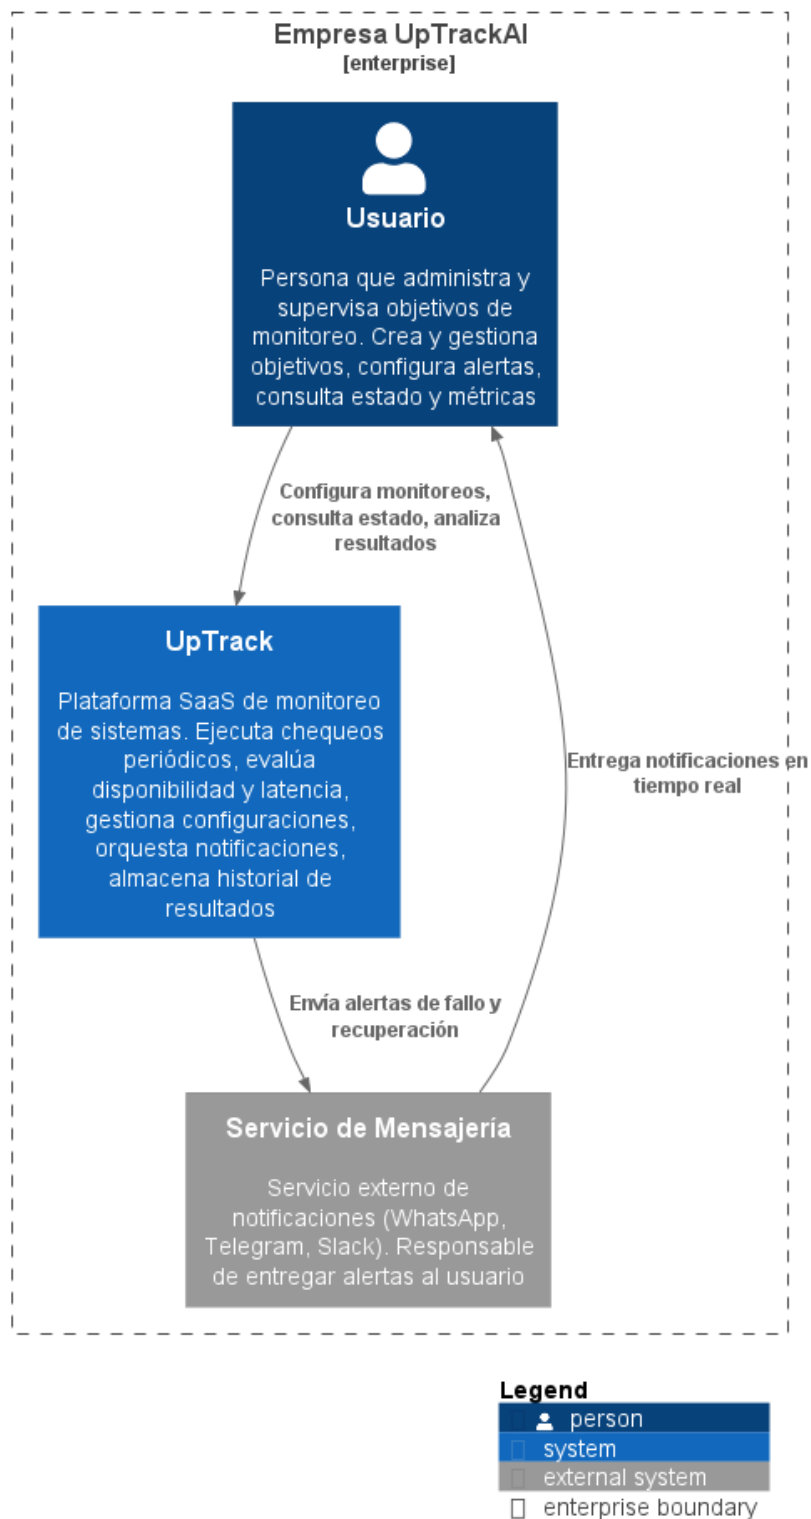 Empresa UpTrackAI
[enterprise]
Usuario
Persona que administra y
supervisa objetivos de
monitoreo. Crea y gestiona
objetivos, configura alertas,
consulta estado y métricas
Configura monitoreos,
consulta estado, analiza
resultados
UpTrack
Plataforma SaaS de monitoreo
de sistemas. Ejecuta chequeos
periódicos, evalúa
disponibilidad y latencia,
gestiona configuraciones,
orquesta notificaciones,
almacena historial de
resultados
Entrega notificaciones en
tiempo real
Envía alertas de fallo y
recuperación
Servicio de Mensajería
Servicio externo de
notificaciones (WhatsApp,
Telegram, Slack). Responsable
de entregar alertas al usuario
Legend
person
system
external system
enterprise boundary